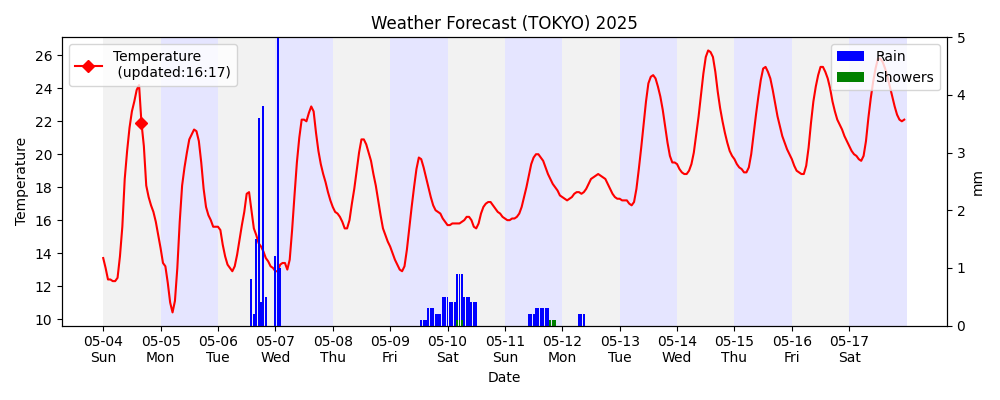 Weather Forecast (TOKYO) 2025
Temperature
(updated:16:17)
Rain
Showers
Temperature
26
24
22
20
18
16
14
12
10
5
4
3
2
1
0
mm
05-04 05-05 05-06 05-07 05-08 05-09 05-10 05-11 05-12 05-13 05-14 05-15 05-16 05-17
Sun Mon Tue Wed Thu Fri Sat Sun Mon Tue Wed Thu Fri Sat
Date